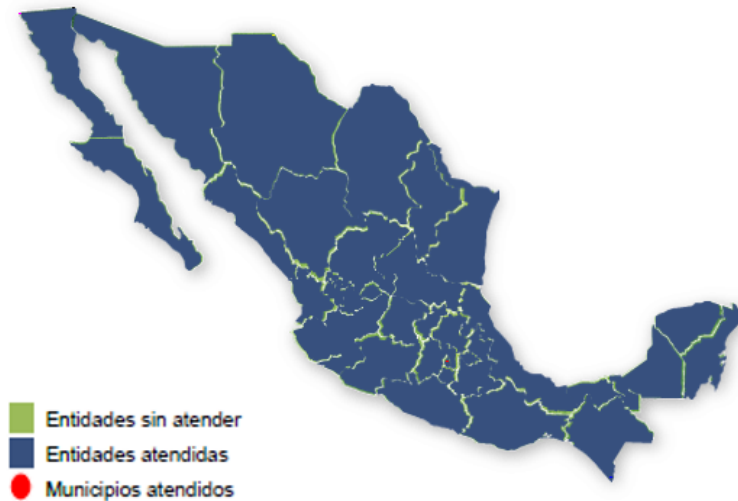 Entidades sin atender
Entidades atendidas
Municipios atendidos